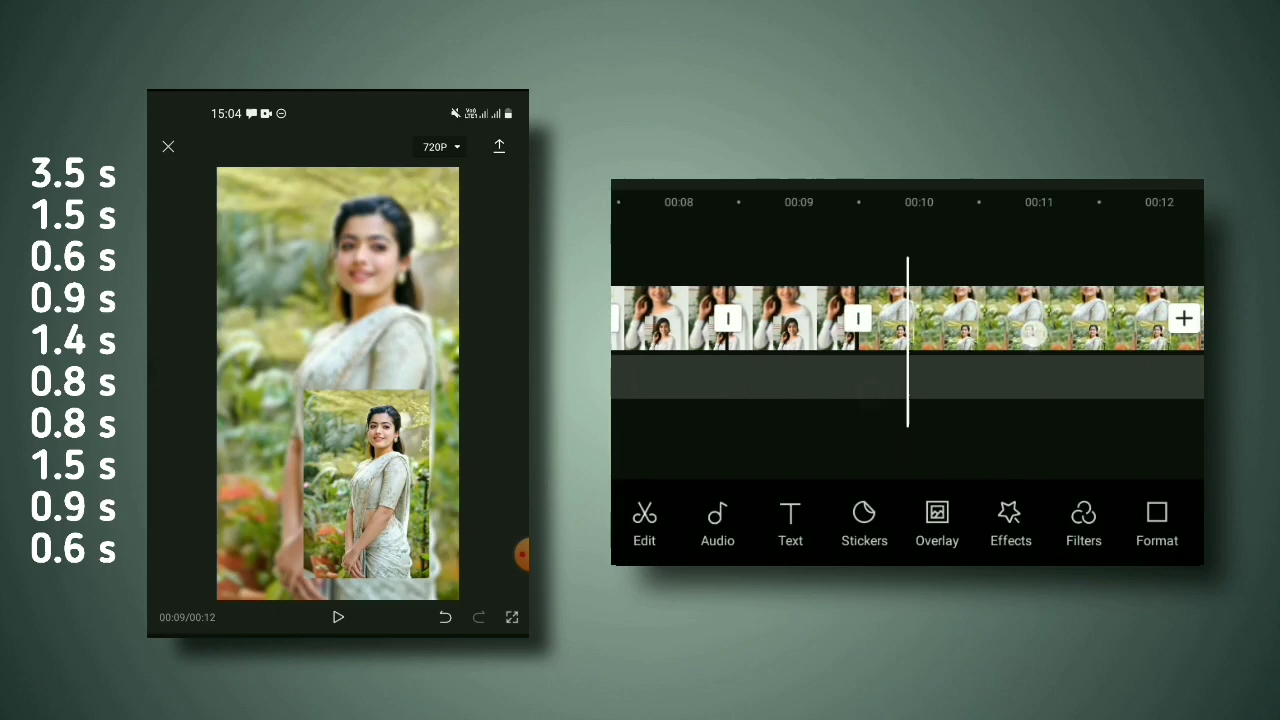 3.5 s
1.5 s
0.6 s
0.9 s
1.4 s
0.8 s
0.8 s
1.5 s
0.9 s
0.6 s
15:04
720P
00:09/00:12
00:08 00:09 00:10 00:11 00:12
Edit Audio Text Stickers Overlay Effects Filters Format